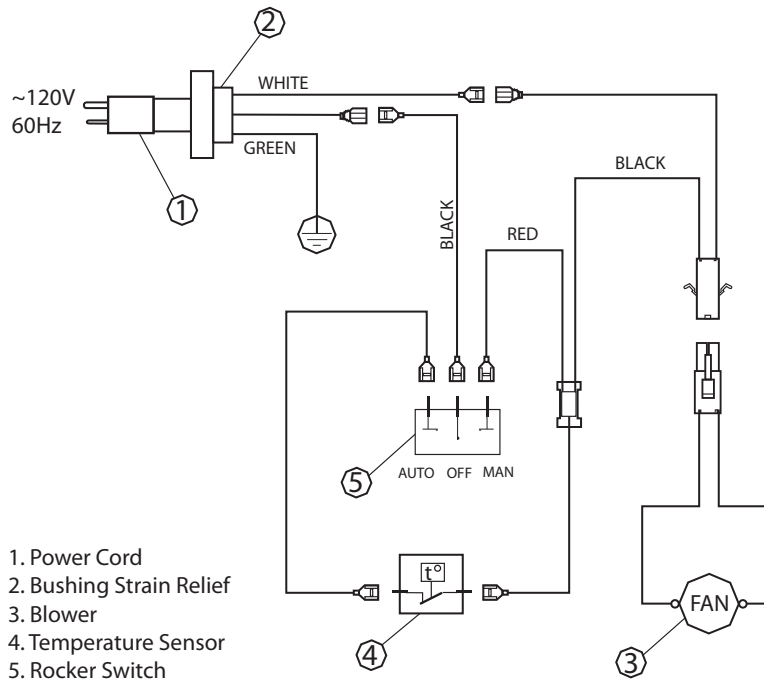 2
WHITE
~120V
60Hz
GREEN
1
BLACK
BLACK
RED
5
AUTO OFF MAN
t°
FAN
4
3
1. Power Cord
2. Bushing Strain Relief
3. Blower
4. Temperature Sensor
5. Rocker Switch